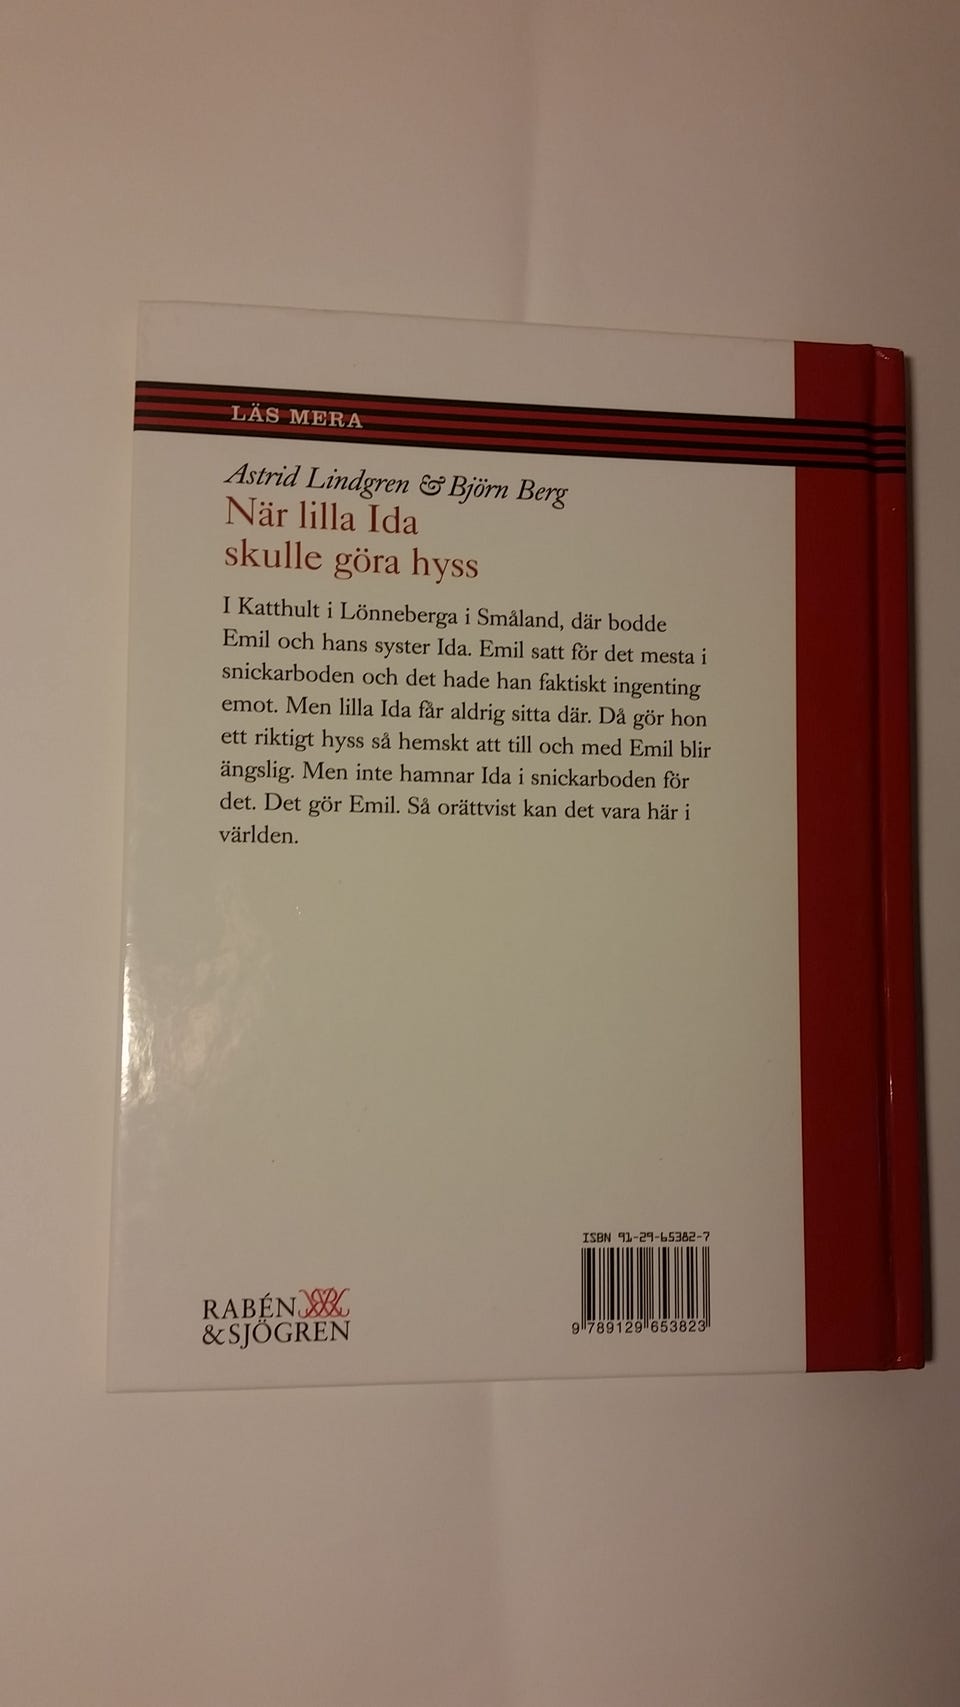 LÄS MERA
Astrid Lindgren & Björn Berg
När lilla Ida
skulle göra hyss
I Katthult i Lönneberga i Småland, där bodde
Emil och hans syster Ida. Emil satt för det mesta i
snickarboden och det hade han faktiskt ingenting
emot. Men lilla Ida får aldrig sitta där. Då gör hon
ett riktigt hyss så hemskt att till och med Emil blir
ängslig. Men inte hamnar Ida i snickarboden för
det. Det gör Emil. Så orättvist kan det vara här i
världen.
ISBN 91-29-65382-7
9 789129 653823
RABÉN
&SJÖGREN